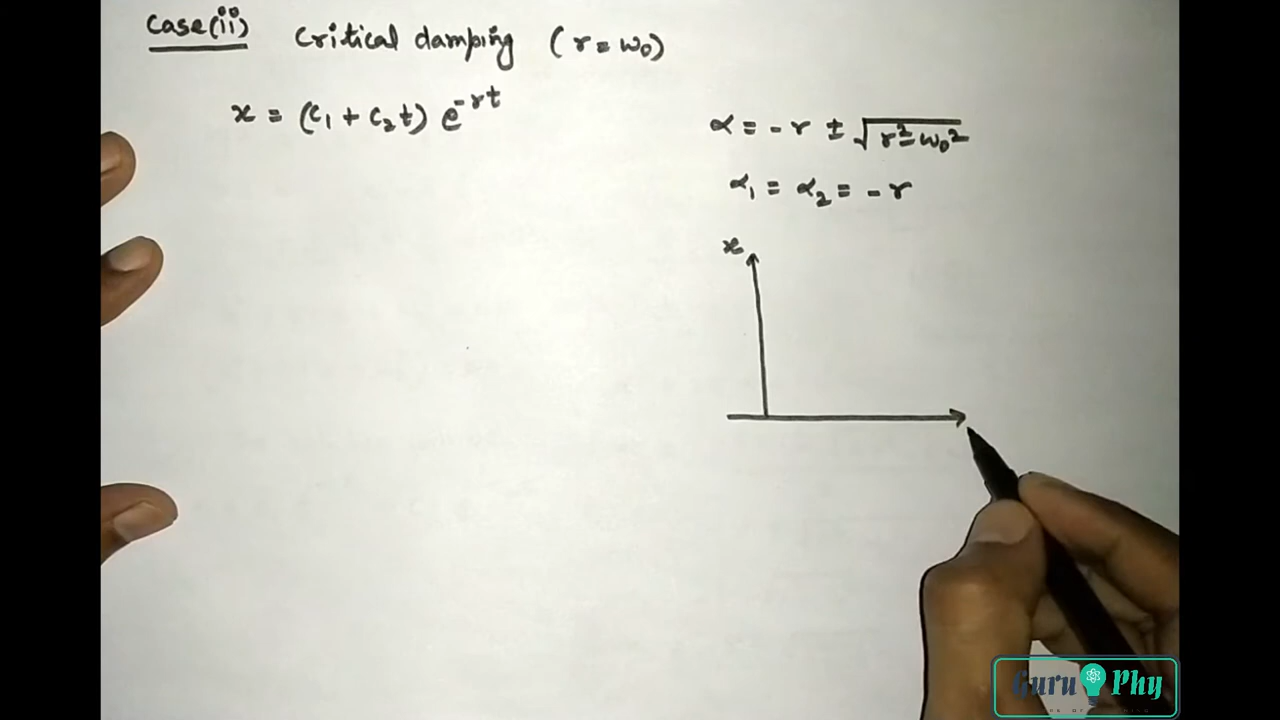 Case(ii) Critical damping (r = ω₀)
x = (C₁ + C₂t) e^-rt
α = -r ± √r² - ω₀²
α₁ = α₂ = -r
x
Guru Phy